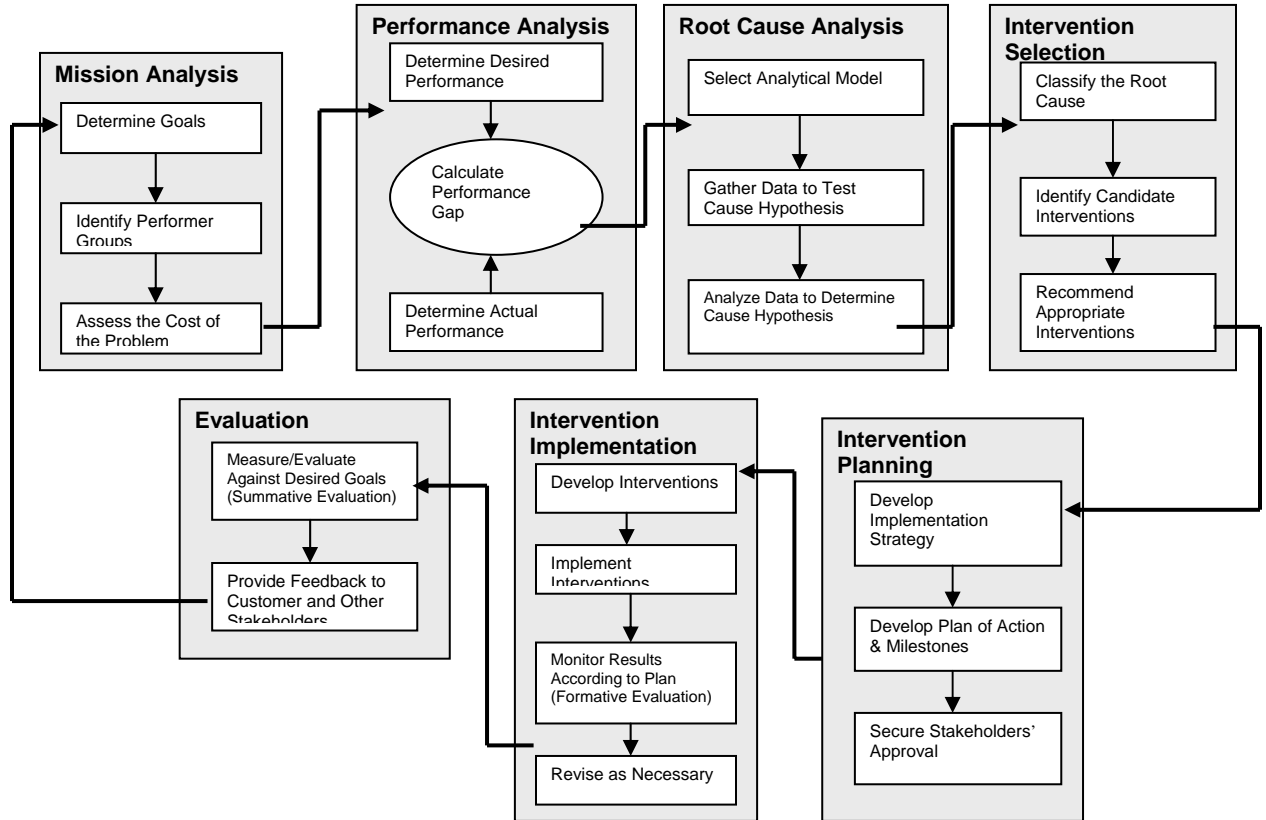 Mission Analysis
Determine Goals
Identify Performer
Groups
Assess the Cost of
the Problem
Performance Analysis
Determine Desired
Performance
Calculate
Performance
Gap
Determine Actual
Performance
Root Cause Analysis
Select Analytical Model
Gather Data to Test
Cause Hypothesis
Analyze Data to Determine
Cause Hypothesis
Intervention
Selection
Classify the Root
Cause
Identify Candidate
Interventions
Recommend
Appropriate
Interventions
Intervention
Planning
Develop
Implementation
Strategy
Develop Plan of Action
& Milestones
Secure Stakeholders’
Approval
Intervention
Implementation
Develop Interventions
Implement
Interventions
Monitor Results
According to Plan
(Formative Evaluation)
Revise as Necessary
Evaluation
Measure/Evaluate
Against Desired Goals
(Summative Evaluation)
Provide Feedback to
Customer and Other
Stakeholders